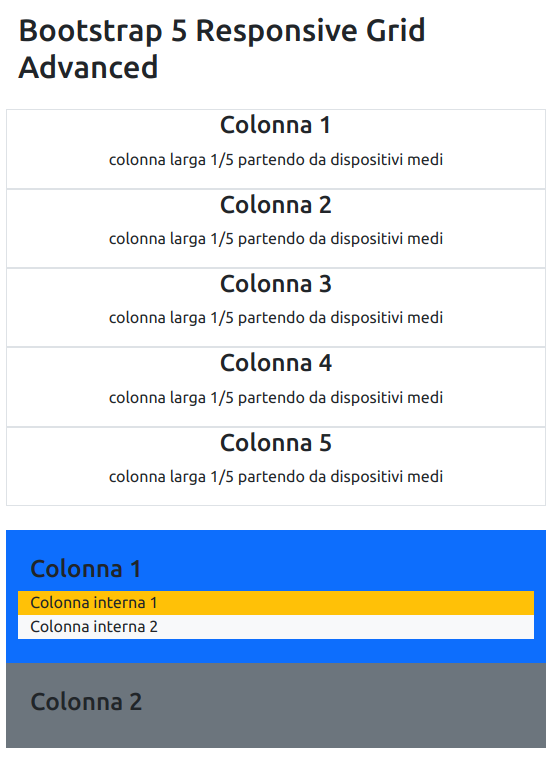 Bootstrap 5 Responsive Grid
Advanced
Colonna 1
colonna larga 1/5 partendo da dispositivi medi
Colonna 2
colonna larga 1/5 partendo da dispositivi medi
Colonna 3
colonna larga 1/5 partendo da dispositivi medi
Colonna 4
colonna larga 1/5 partendo da dispositivi medi
Colonna 5
colonna larga 1/5 partendo da dispositivi medi
Colonna 1
Colonna interna 1
Colonna interna 2
Colonna 2